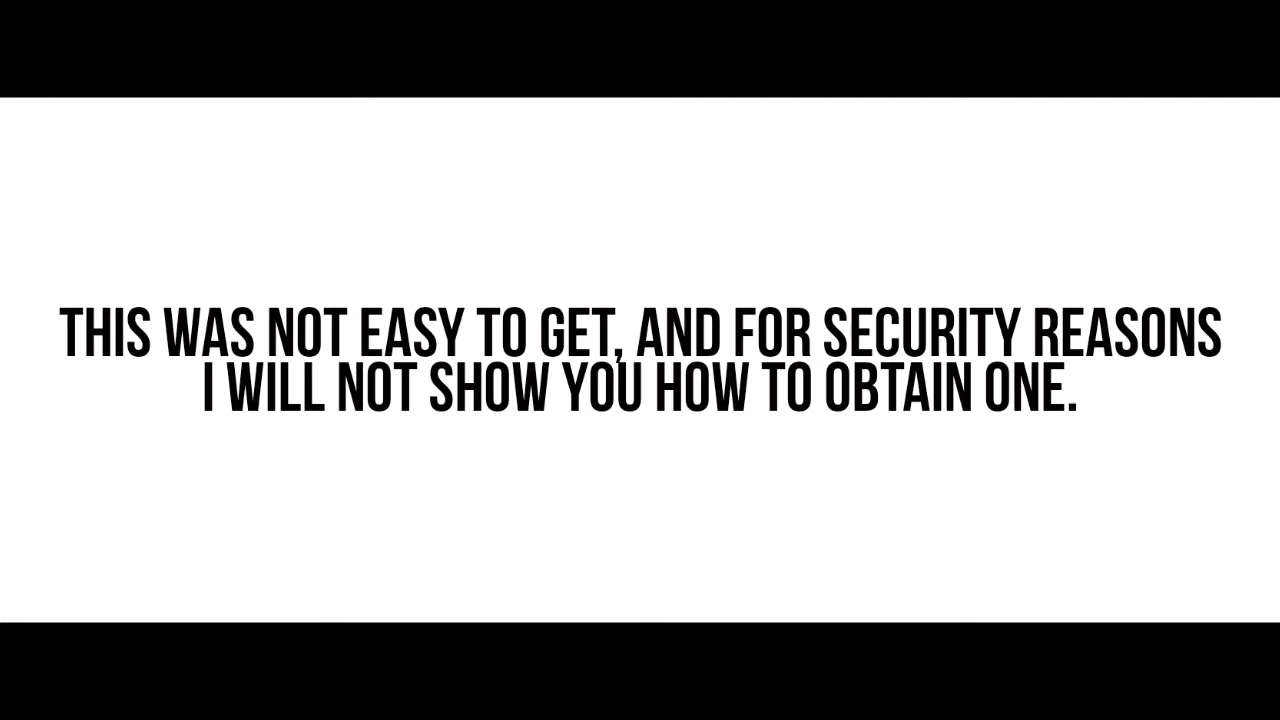 THIS WAS NOT EASY TO GET, AND FOR SECURITY REASONS
I WILL NOT SHOW YOU HOW TO OBTAIN ONE.